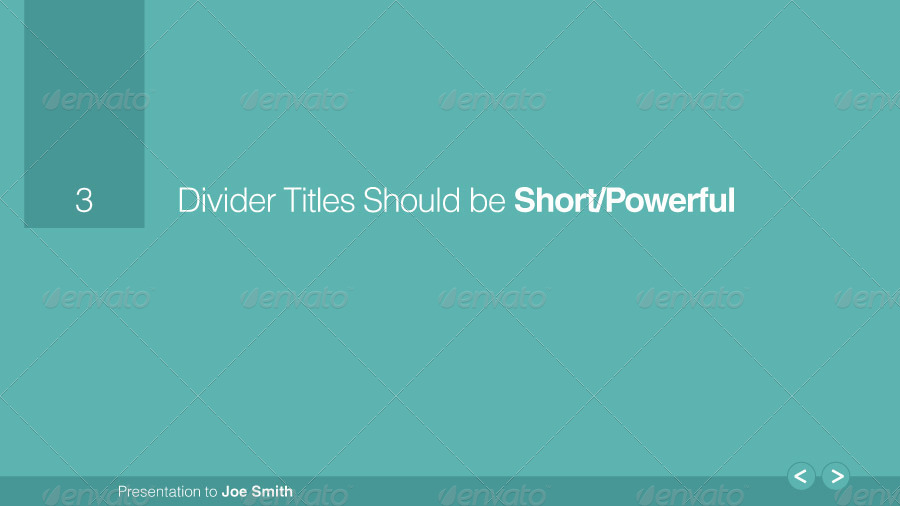 envato envato envato envato envato
3 Divider Titles Should be Short/Powerful
envato envato envato envato envato
Presentation to Joe Smith < >
envato envato envato envato envato